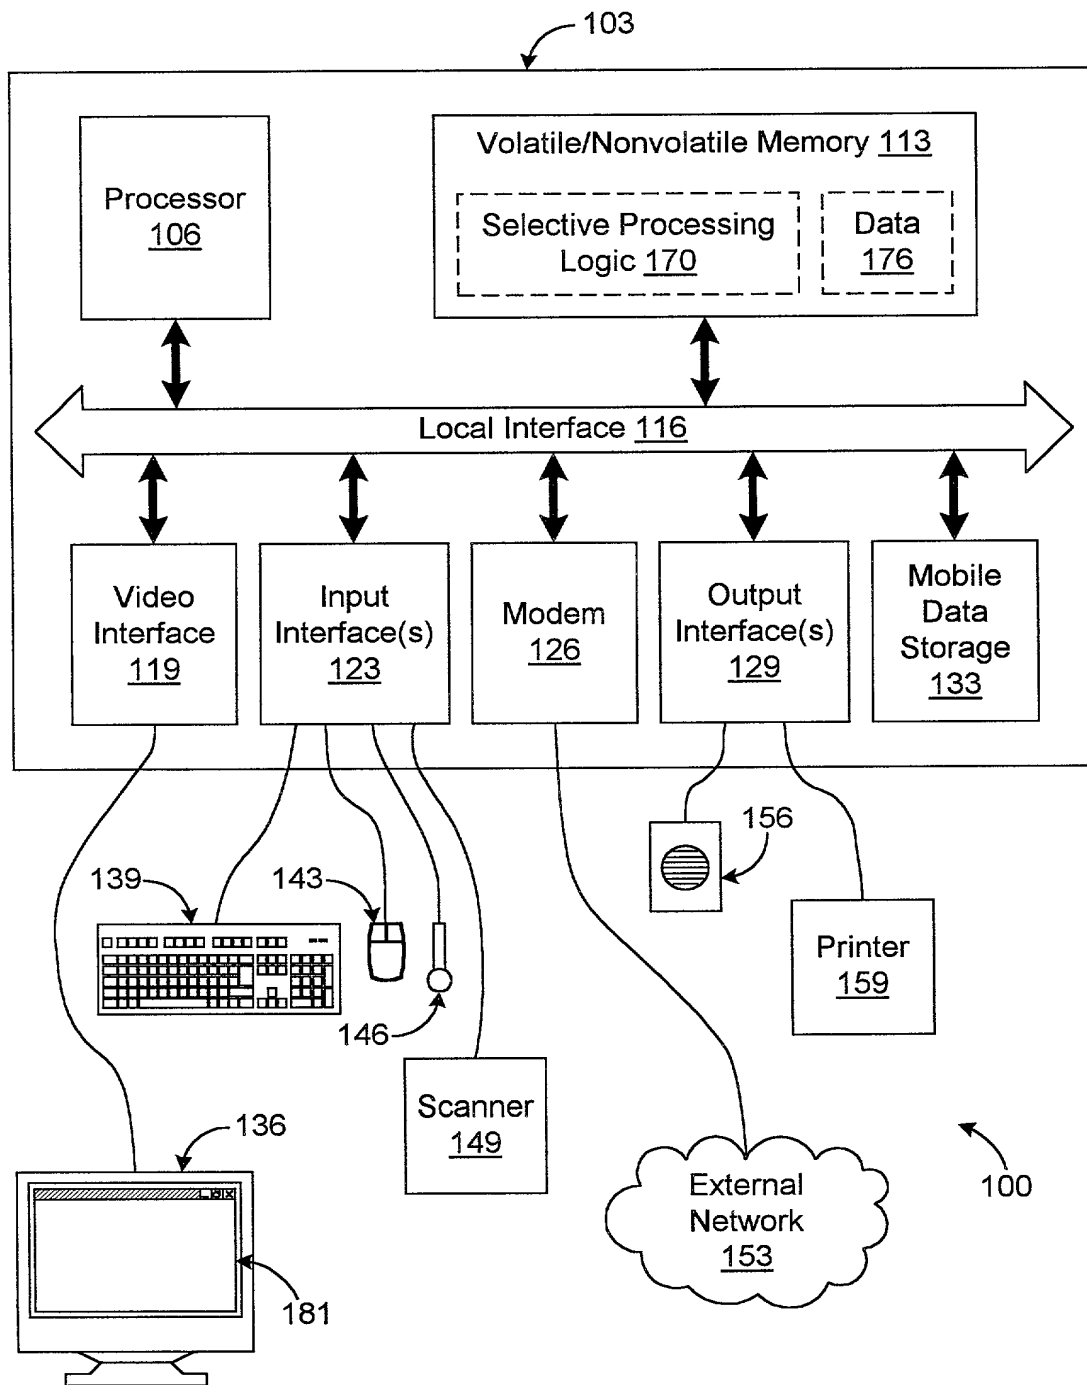 103
Volatile/Nonvolatile Memory 113
Processor
106
Selective Processing
Logic 170
Data
176
Local Interface 116
Video
Interface
119
Input
Interface(s)
123
Modem
126
Output
Interface(s)
129
Mobile
Data
Storage
133
156
139
143
146
Printer
159
Scanner
149
136
181
External
Network
153
100